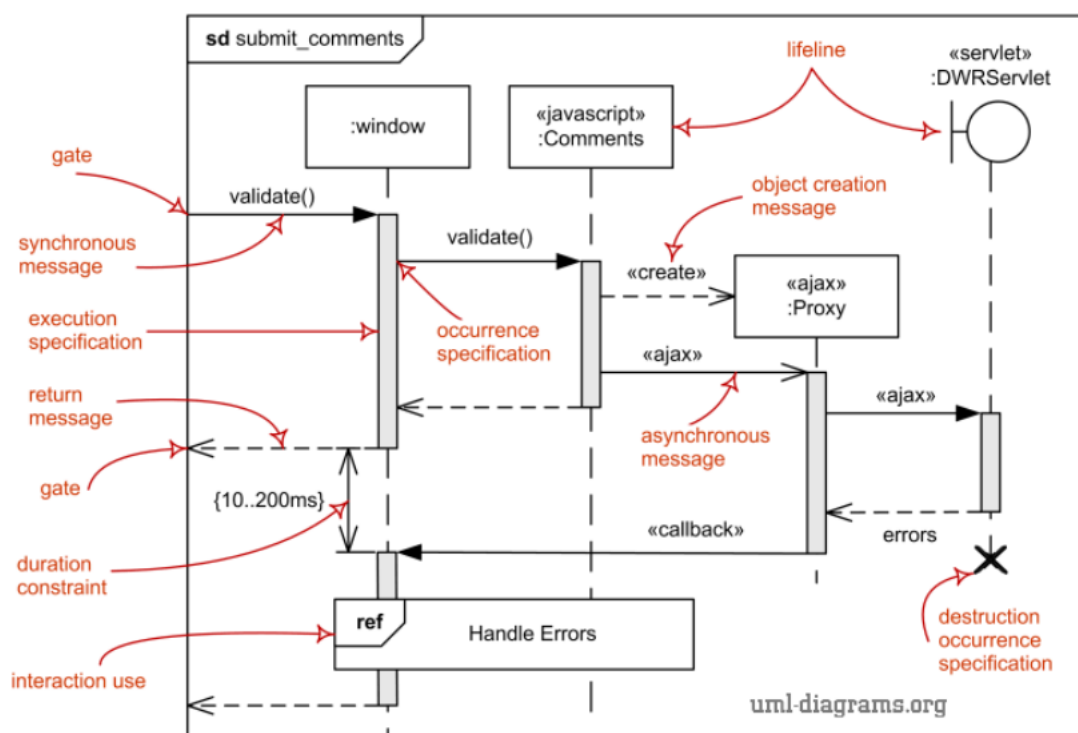 sd submit_comments
lifeline
«servlet»
:DWRServlet
:window
«javascript»
:Comments
gate
validate()
object creation
message
synchronous
message
validate()
«create»
«ajax»
:Proxy
execution
specification
occurrence
specification
«ajax»
«ajax»
return
message
asynchronous
message
gate
{10..200ms}
«callback»
errors
duration
constraint
ref
Handle Errors
destruction
occurrence
specification
interaction use
uml-diagrams.org